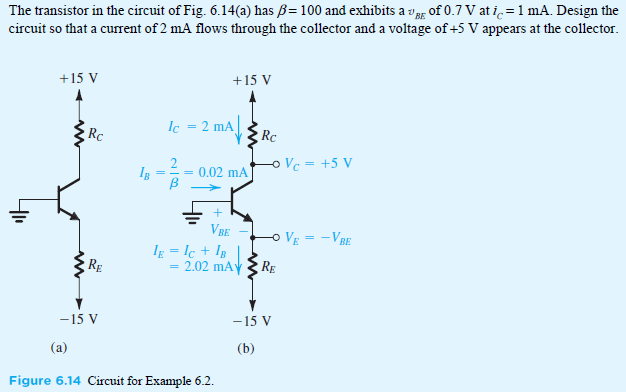 The transistor in the circuit of Fig. 6.14(a) has β= 100 and exhibits a v_BE of 0.7 V at i_C = 1 mA. Design the
circuit so that a current of 2 mA flows through the collector and a voltage of +5 V appears at the collector.
+15 V
R_C
R_E
−15 V
(a)
+15 V
I_C = 2 mA
R_C
V_C = +5 V
I_B = 2/β = 0.02 mA
+
V_BE
−
V_E = −V_BE
I_E = I_C + I_B
= 2.02 mA
R_E
−15 V
(b)
Figure 6.14 Circuit for Example 6.2.